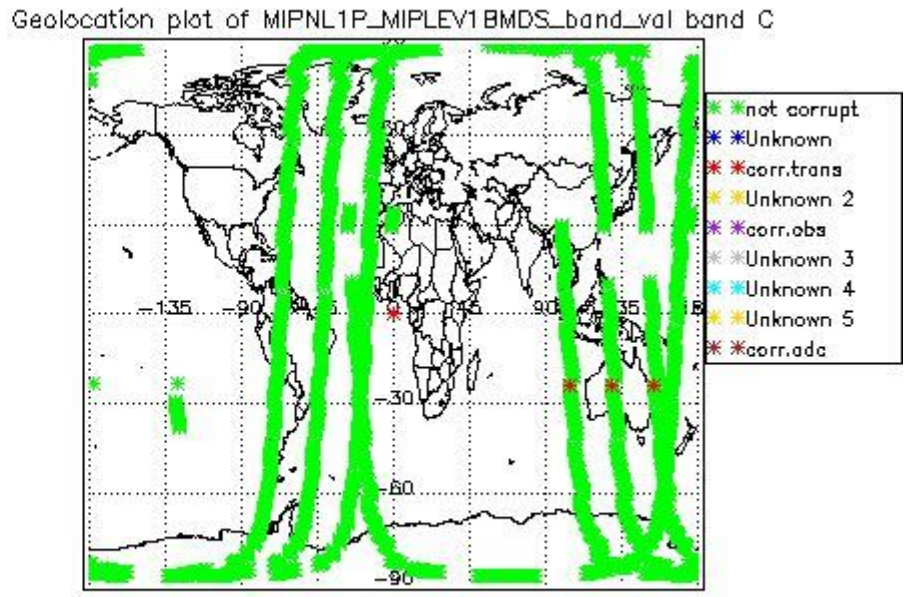 Geolocation plot of MIPNL1P_MIPLEV1BMDS_band_val band C
not corrupt
Unknown
corr.trans
Unknown 2
corr.obs
Unknown 3
Unknown 4
Unknown 5
corr.adc
-135 -90 45 90 135
-30
-60
-90